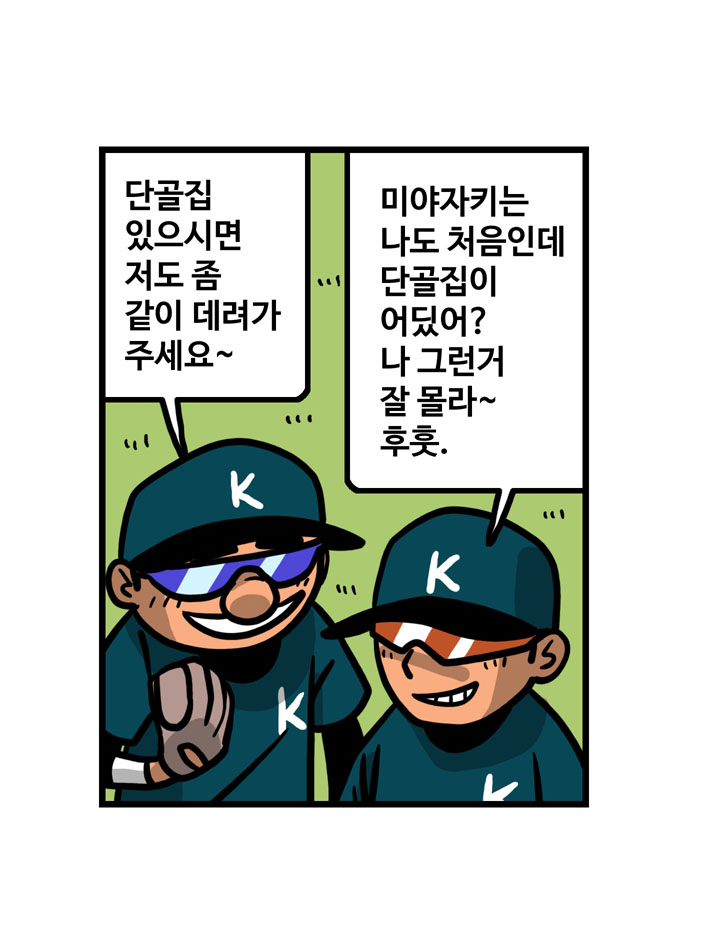 단골집
있으시면
저도 좀
같이 데려가
주세요~
미야자키는
나도 처음인데
단골집이
어딨어?
나 그런거
잘 몰라~
후훗.
K
K
K
K